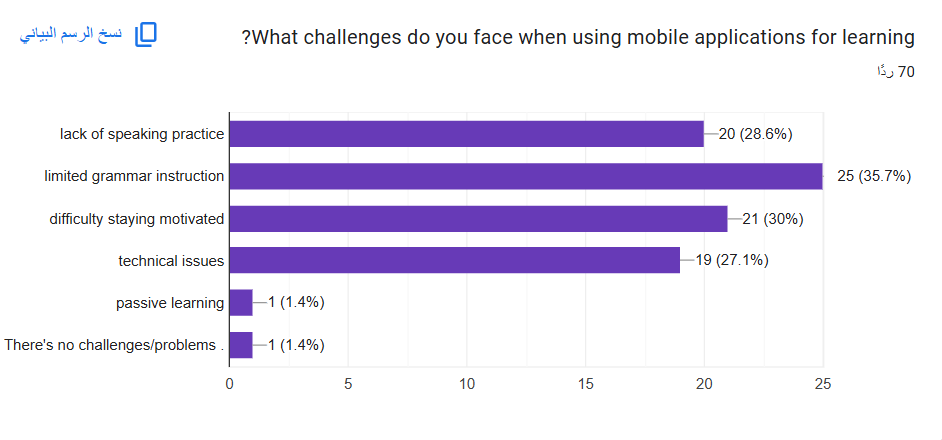 نسخ الرسم البياني
What challenges do you face when using mobile applications for learning?
70 ردًا
lack of speaking practice 20 (28.6%)
limited grammar instruction 25 (35.7%)
difficulty staying motivated 21 (30%)
technical issues 19 (27.1%)
passive learning 1 (1.4%)
There's no challenges/problems . 1 (1.4%)
0 5 10 15 20 25